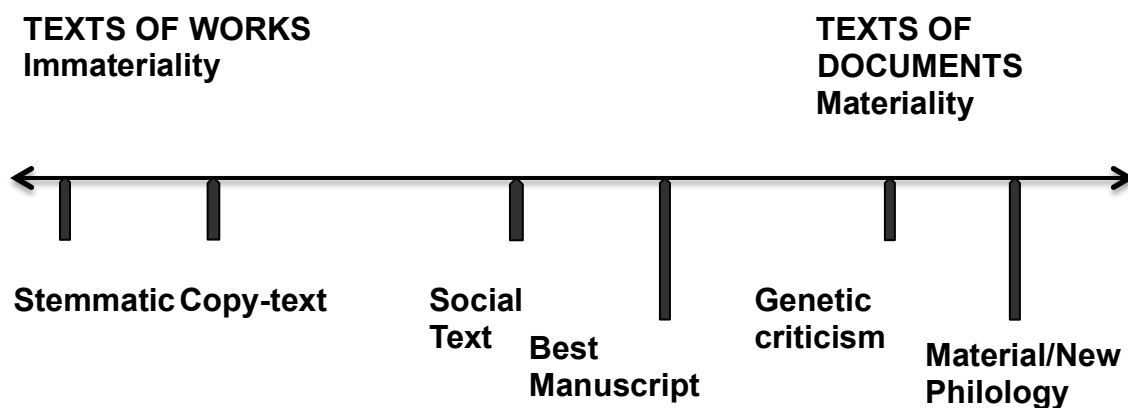 TEXTS OF WORKS
Immateriality
TEXTS OF
DOCUMENTS
Materiality
Stemmatic
Copy-text
Social
Text
Best
Manuscript
Genetic
criticism
Material/New
Philology